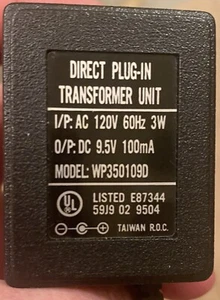 DIRECT PLUG-IN
TRANSFORMER UNIT
I/P: AC 120V 60Hz 3W
O/P: DC 9.5V 100mA
MODEL: WP350109D
UL LISTED E87344
59J9 02 9504
TAIWAN R.O.C.